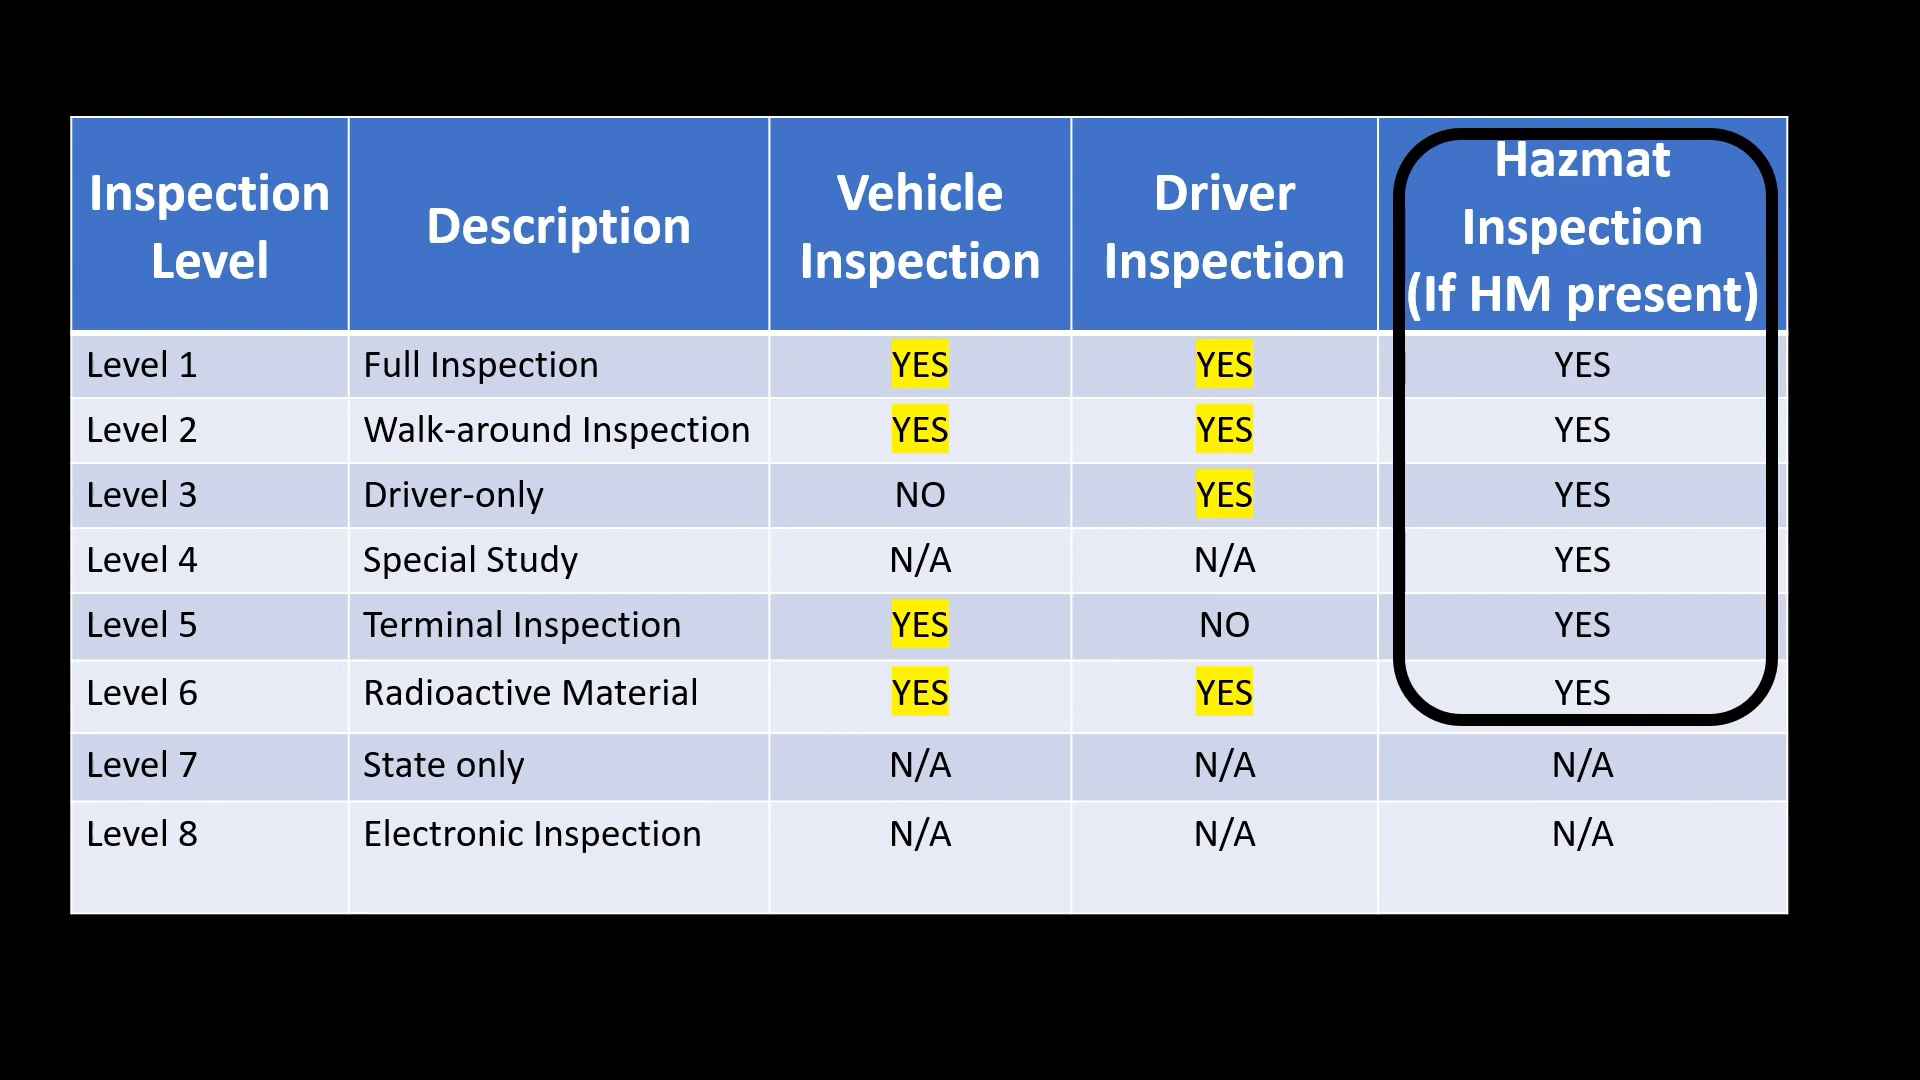 Inspection
Level
Description
Vehicle
Inspection
Driver
Inspection
Hazmat
Inspection
(If HM present)
Level 1 Full Inspection YES YES YES
Level 2 Walk-around Inspection YES YES YES
Level 3 Driver-only NO YES YES
Level 4 Special Study N/A N/A YES
Level 5 Terminal Inspection YES NO YES
Level 6 Radioactive Material YES YES YES
Level 7 State only N/A N/A N/A
Level 8 Electronic Inspection N/A N/A N/A